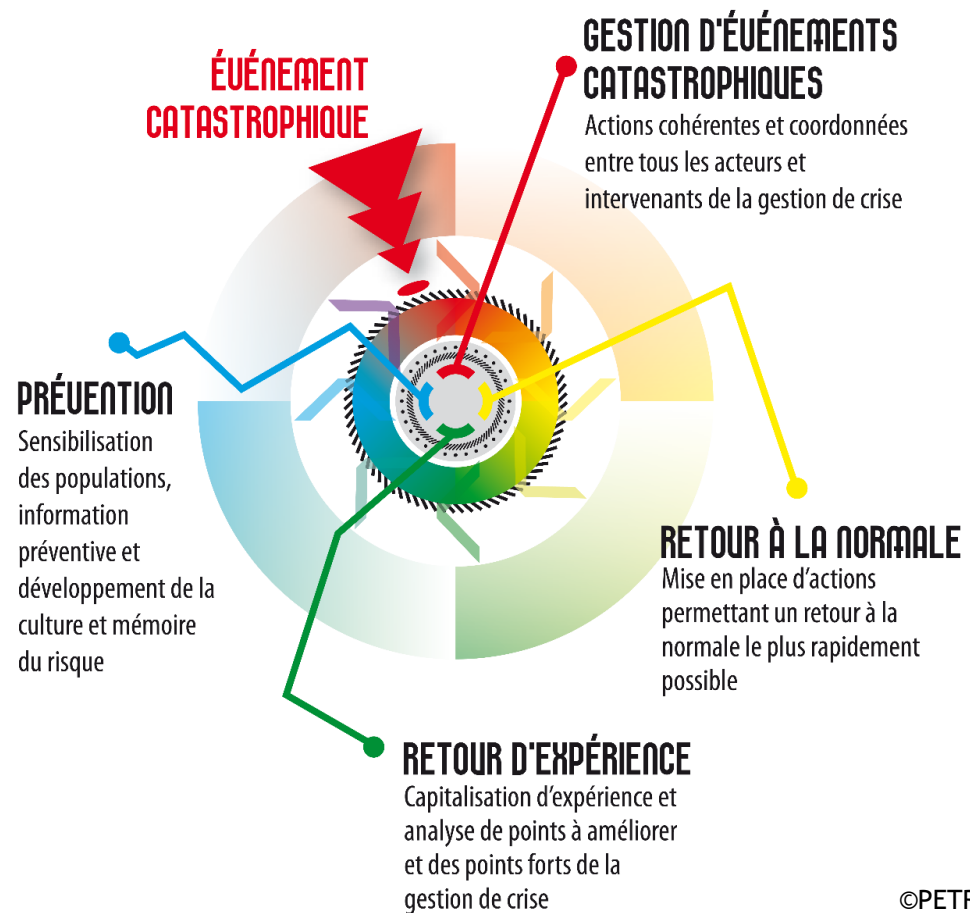 ÉVÉNEMENT
CATASTROPHIQUE
GESTION D'ÉVÉNEMENTS
CATASTROPHIQUES
Actions cohérentes et coordonnées
entre tous les acteurs et
intervenants de la gestion de crise
PRÉVENTION
Sensibilisation
des populations,
information
préventive et
développement de la
culture et mémoire
du risque
RETOUR À LA NORMALE
Mise en place d’actions
permettant un retour à la
normale le plus rapidement
possible
RETOUR D'EXPÉRIENCE
Capitalisation d’expérience et
analyse de points à améliorer
et des points forts de la
gestion de crise